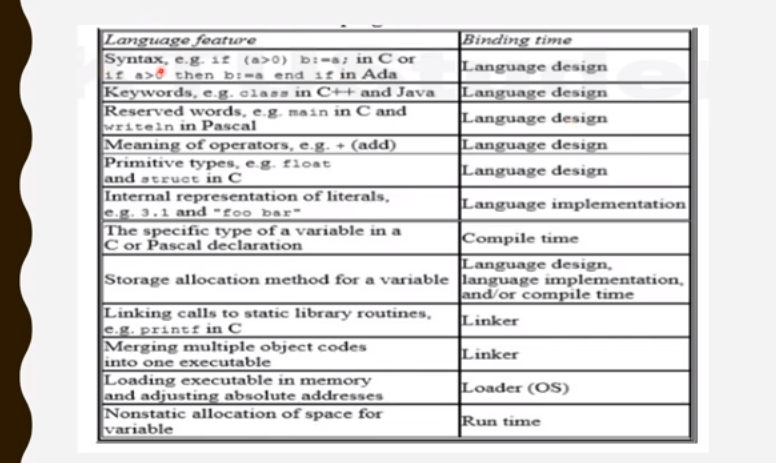 Language feature Binding time
Syntax, e.g. if (a>0) b:=a; in C or
if a>0 then b:=a end if in Ada
Language design
Keywords, e.g. class in C++ and Java Language design
Reserved words, e.g. main in C and
writeln in Pascal
Language design
Meaning of operators, e.g. + (add) Language design
Primitive types, e.g. float
and struct in C
Language design
Internal representation of literals,
e.g. 3.1 and "foo bar"
Language implementation
The specific type of a variable in a
C or Pascal declaration
Compile time
Storage allocation method for a variable
Language design,
language implementation,
and/or compile time
Linking calls to static library routines,
e.g. printf in C
Linker
Merging multiple object codes
into one executable
Linker
Loading executable in memory
and adjusting absolute addresses
Loader (OS)
Nonstatic allocation of space for
variable
Run time